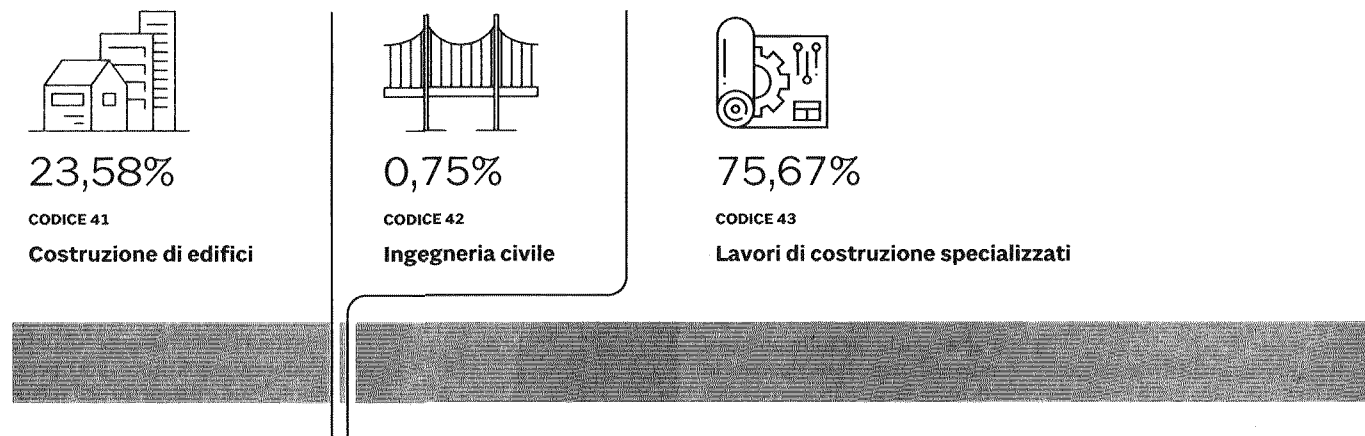 23,58%
CODICE 41
Costruzione di edifici
0,75%
CODICE 42
Ingegneria civile
75,67%
CODICE 43
Lavori di costruzione specializzati